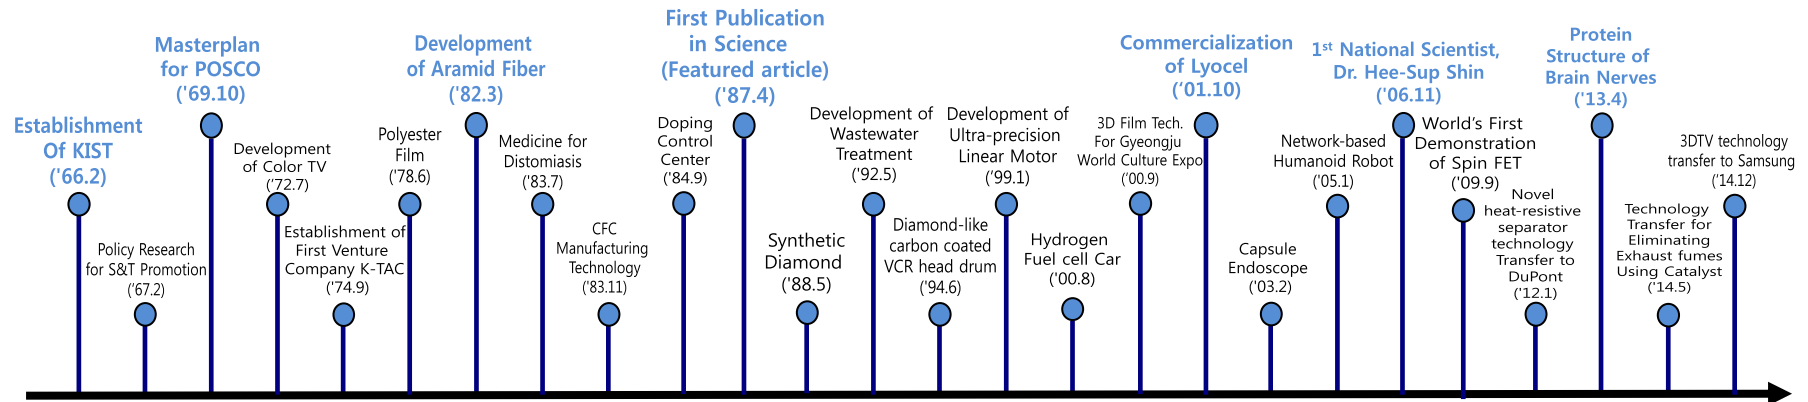 Establishment
Of KIST
('66.2)
Policy Research
for S&T Promotion
('67.2)
Masterplan
for POSCO
('69.10)
Development
of Color TV
('72.7)
Establishment of
First Venture
Company K-TAC
('74.9)
Polyester
Film
('78.6)
Development
of Aramid Fiber
('82.3)
Medicine for
Distomiasis
('83.7)
CFC
Manufacturing
Technology
('83.11)
Doping
Control
Center
('84.9)
First Publication
in Science
(Featured article)
('87.4)
Synthetic
Diamond
('88.5)
Development of
Wastewater
Treatment
('92.5)
Diamond-like
carbon coated
VCR head drum
('94.6)
Development of
Ultra-precision
Linear Motor
('99.1)
Hydrogen
Fuel cell Car
('00.8)
3D Film Tech.
For Gyeongju
World Culture Expo
('00.9)
Commercialization
of Lyocel
('01.10)
Capsule
Endoscope
('03.2)
Network-based
Humanoid Robot
('05.1)
1st National Scientist,
Dr. Hee-Sup Shin
('06.11)
World's First
Demonstration
of Spin FET
('09.9)
Novel
heat-resistive
separator
technology
Transfer to
DuPont
('12.1)
Protein
Structure of
Brain Nerves
('13.4)
Technology
Transfer for
Eliminating
Exhaust fumes
Using Catalyst
('14.5)
3DTV technology
transfer to Samsung
('14.12)